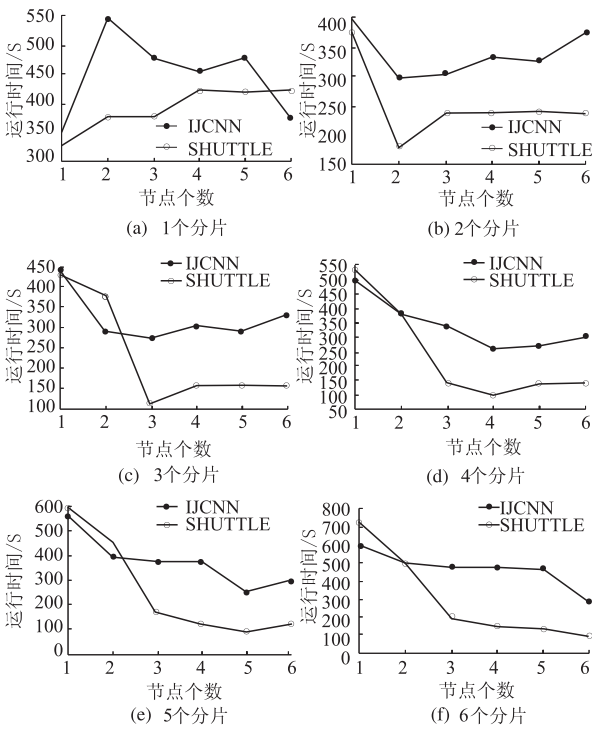 550
500
450
400
350
300
运行时间/S
IJCNN
SHUTTLE
1 2 3 4 5 6
节点个数
(a) 1个分片
400
350
300
250
200
150
运行时间/S
IJCNN
SHUTTLE
1 2 3 4 5 6
节点个数
(b) 2个分片
450
400
350
300
250
200
150
100
运行时间/S
IJCNN
SHUTTLE
1 2 3 4 5 6
节点个数
(c) 3个分片
550
500
450
400
350
300
250
200
150
100
50
运行时间/S
IJCNN
SHUTTLE
1 2 3 4 5 6
节点个数
(d) 4个分片
600
500
400
300
200
100
0
运行时间/S
IJCNN
SHUTTLE
1 2 3 4 5 6
节点个数
(e) 5个分片
800
700
600
500
400
300
200
100
0
运行时间/S
IJCNN
SHUTTLE
1 2 3 4 5 6
节点个数
(f) 6个分片